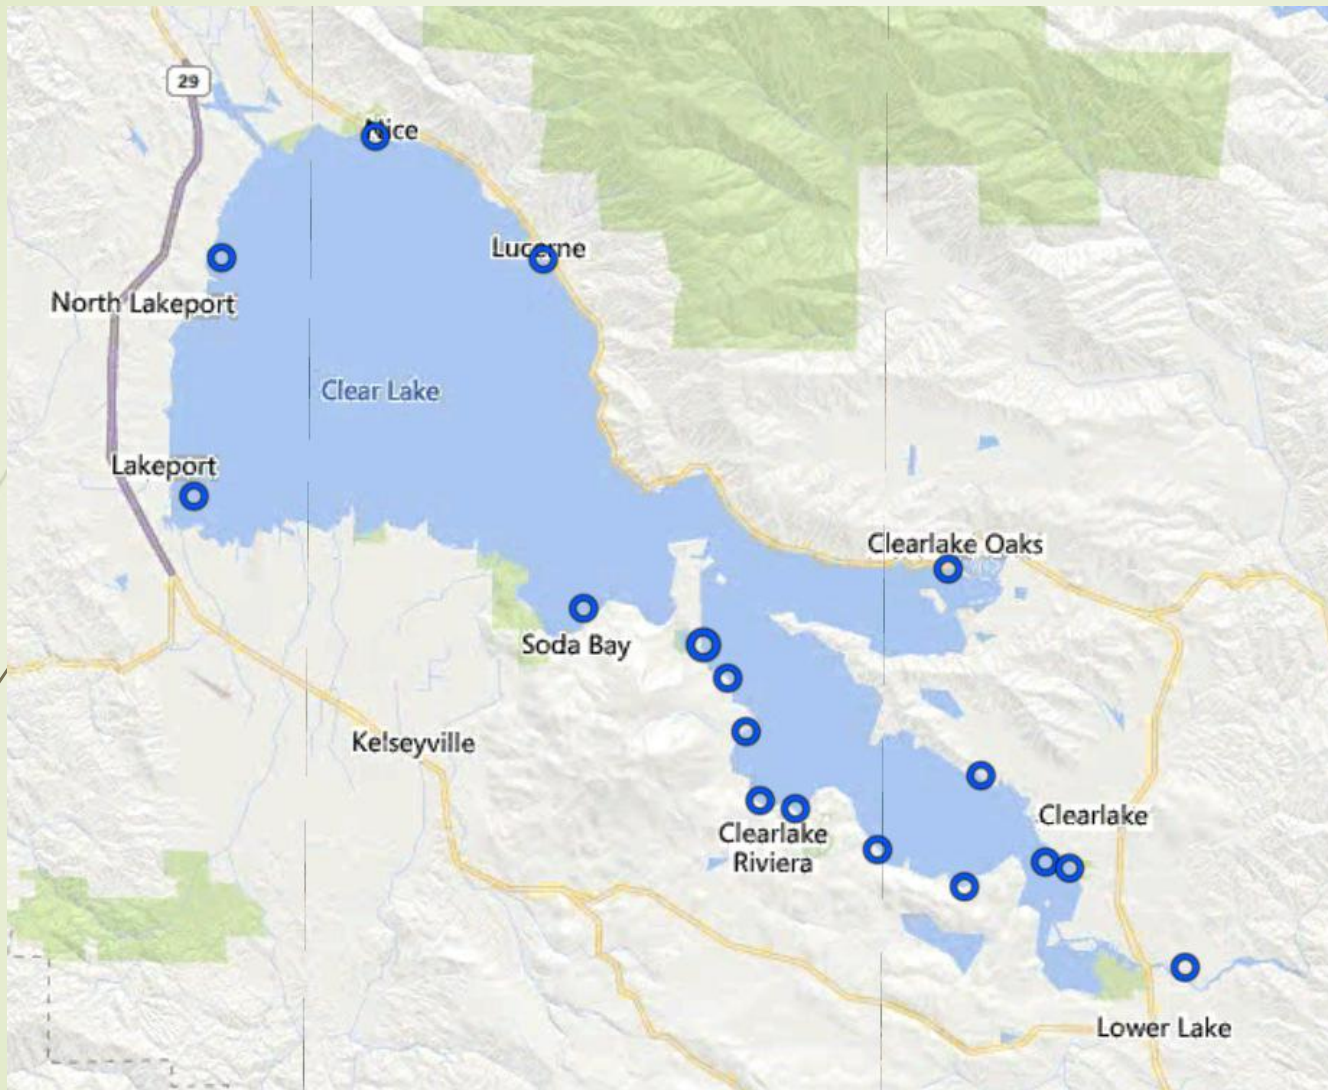 29
Nice
Lucerne
North Lakeport
Clear Lake
Lakeport
Clearlake Oaks
Soda Bay
Kelseyville
Clearlake
Clearlake
Riviera
Lower Lake